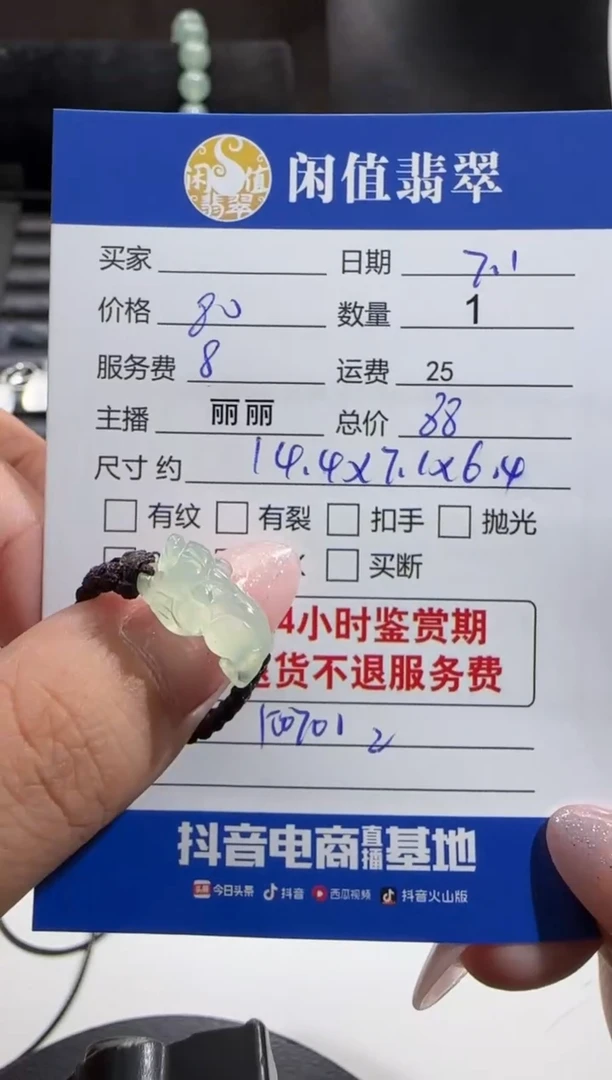 闲值翡翠 闲值翡翠
买家 日期 7.1
价格 80 数量 1
服务费 8 运费 25
主播 丽丽 总价 88
尺寸 约 14.4x7.1x6.4
有纹 有裂 扣手 抛光
买断
4小时鉴赏期
退货不退服务费
抖音电商直播基地
头条 今日头条 抖音 西瓜视频 抖音火山版